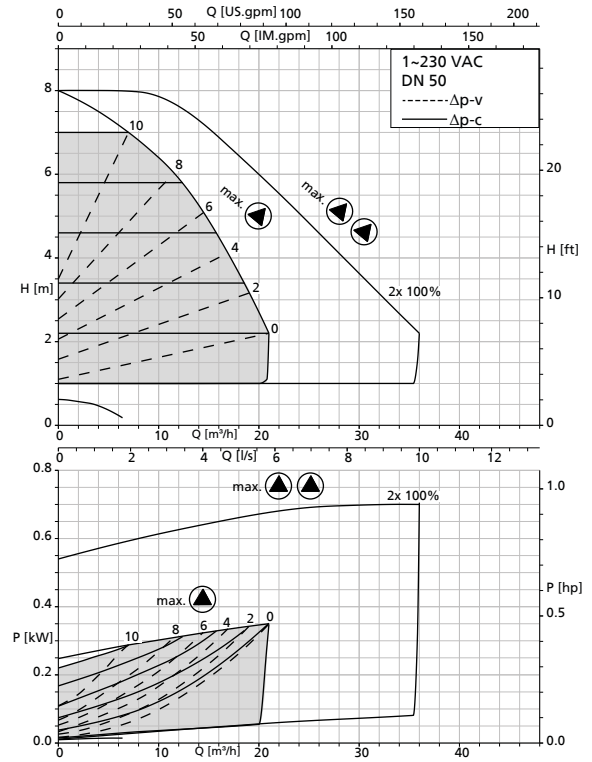 Q [US.gpm]
0 50 100 150 200
Q [IM.gpm]
0 50 100 150
1~230 VAC
DN 50
Δp-v
Δp-c
8
10
8
6
20
max.
max.
6
4
4
H [ft]
H [m]
2
2x 100%
10
2
0
0
0
0 10 20 30 40
Q [m³/h]
Q [l/s]
0 2 4 6 8 10 12
0.8
max.
2x 100%
1.0
0.6
max.
P [hp]
0.4
0.5
10 8 6 4 2 0
P [kW]
0.2
0.0
0.0
0 10 20 30 40
Q [m³/h]